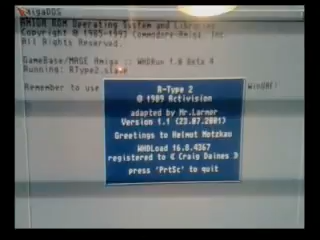 AmigaDOS
AMIGA ROM Operating System and Libraries
Copyright © 1985-1993 Commodore-Amiga, Inc.
All Rights Reserved.
GameBase/MAGE Amiga :: WHDRun 1.0 Beta 4
Running: RType2.slave
Remember to use
WinUAE!
R-Type 2
© 1989 Activision
adapted by Mr.Larmer
Version 1.1 (23.07.2001)
Greetings to Helmut Motzkau
WHDLoad 16.8.4367
registered to € Craig Daines 3
press 'PrtSc' to quit